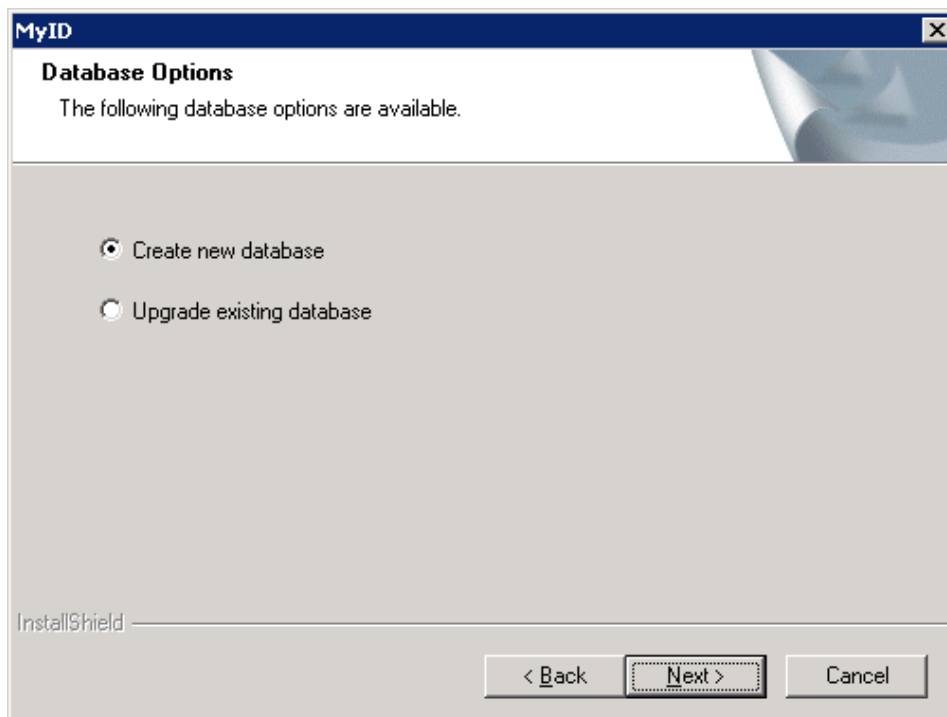 MyID
Database Options
The following database options are available.
Create new database
Upgrade existing database
InstallShield
< Back
Next >
Cancel